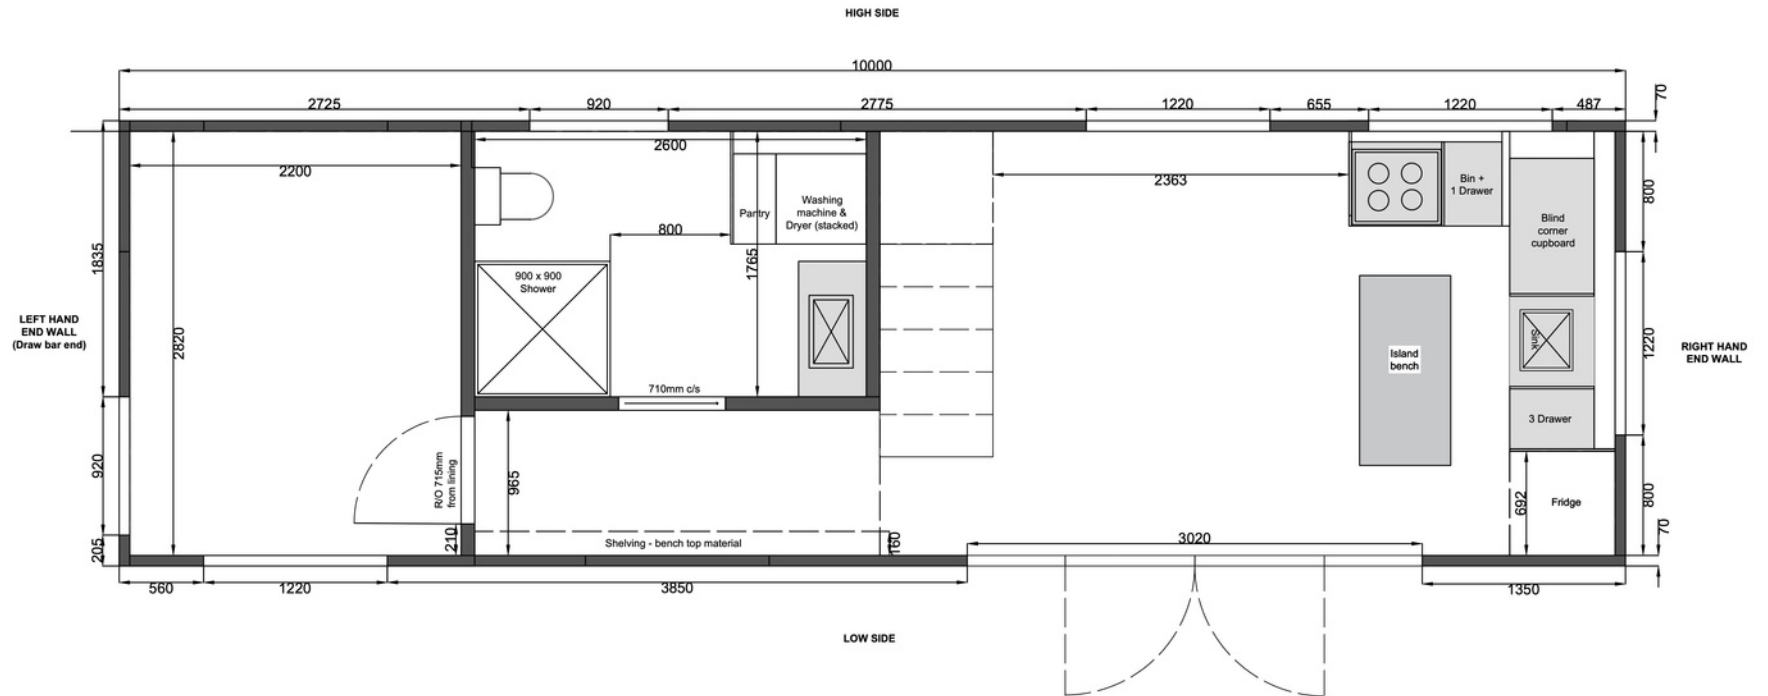 HIGH SIDE
10000
2725
920
2775
1220
655
1220
487
70
2600
2200
2363
Bin +
1 Drawer
800
Pantry
Washing
machine &
Dryer (stacked)
Blind
corner
cupboard
800
1765
1835
900 x 900
Shower
LEFT HAND
END WALL
(Draw bar end)
2820
Sink
1220
RIGHT HAND
END WALL
Island
bench
710mm c/s
3 Drawer
920
R/O 715mm
from lining
965
692
Fridge
800
205
210
Shelving - bench top material
160
3020
70
560
1220
3850
1350
LOW SIDE